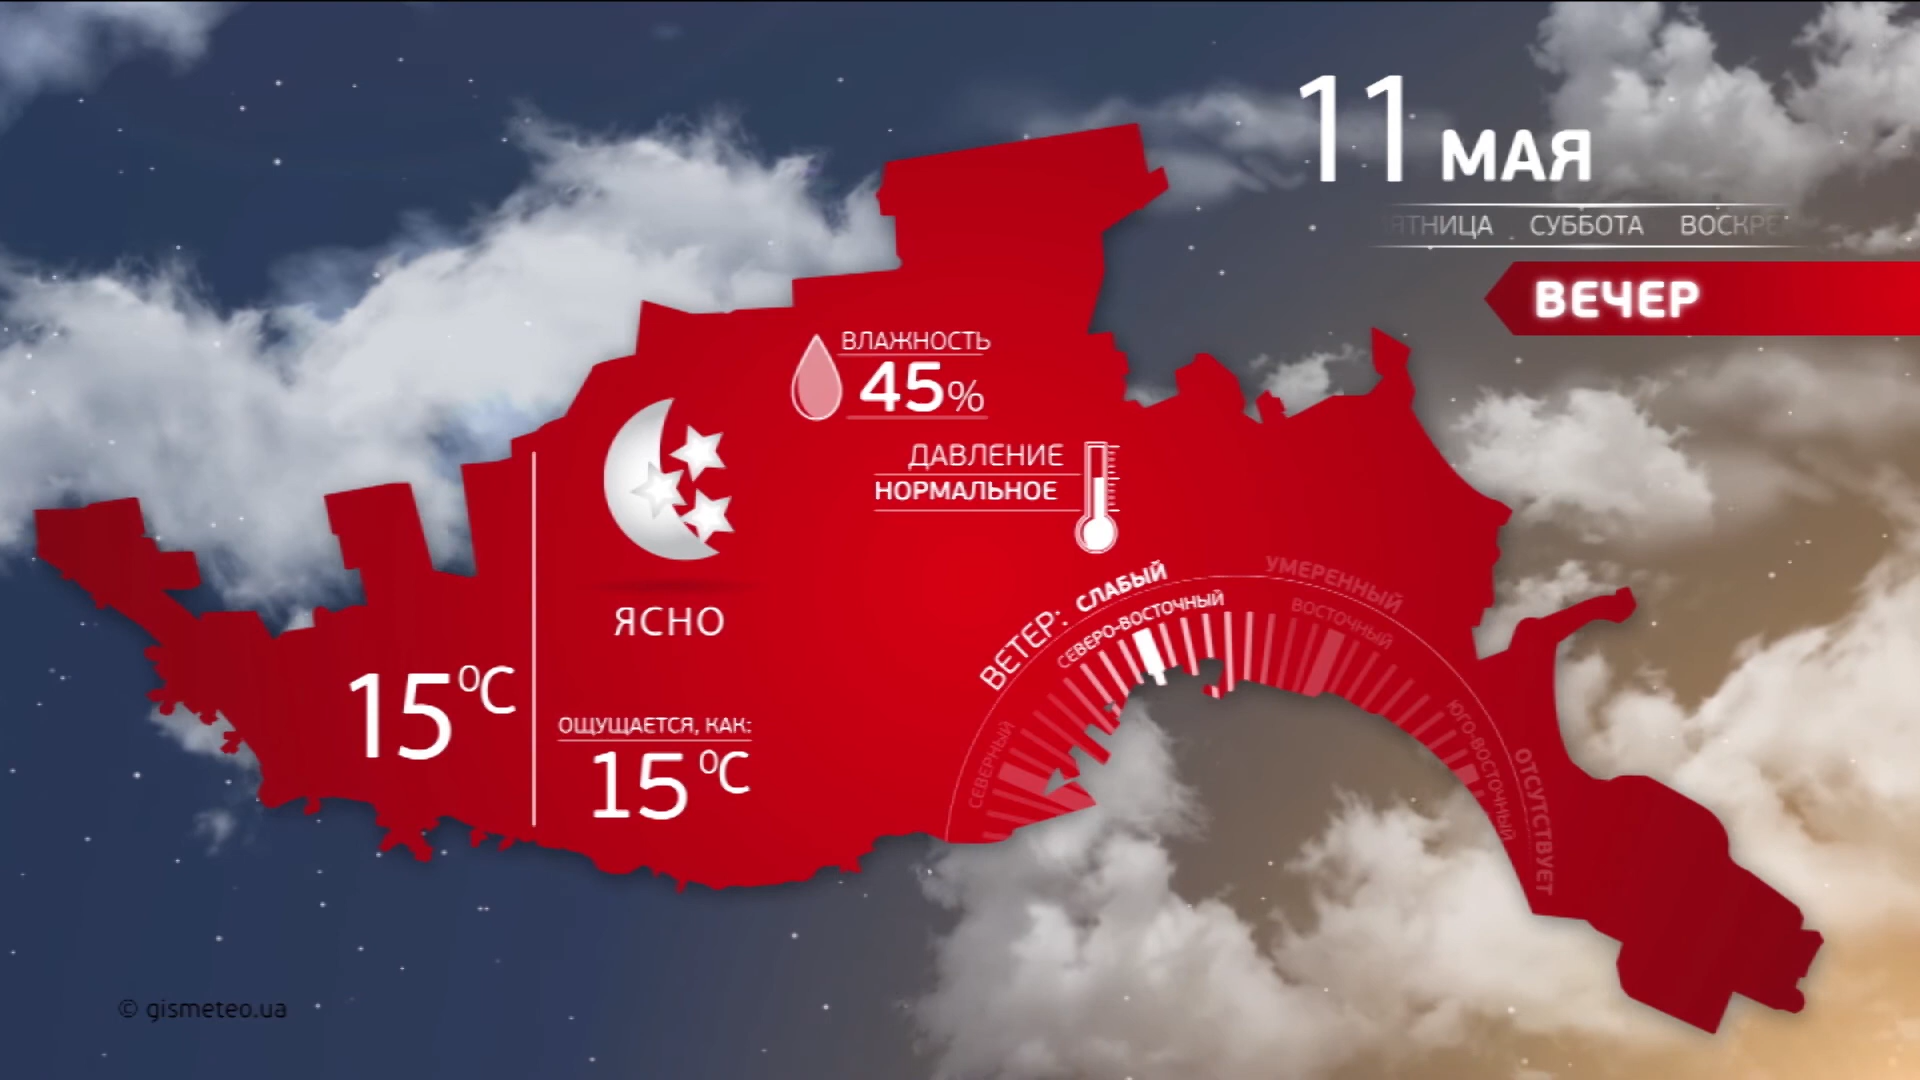 11 МАЯ
СУББОТА
ВЕЧЕР
ВЛАЖНОСТЬ
45%
ДАВЛЕНИЕ
НОРМАЛЬНОЕ
ЯСНО
15°C
ОЩУЩАЕТСЯ, КАК:
15°C
ВЕТЕР: СЛАБЫЙ
УМЕРЕННЫЙ
ОТСУТСТВУЕТ
СЕВЕРНЫЙ
СЕВЕРО-ВОСТОЧНЫЙ
ВОСТОЧНЫЙ
ЮГО-ВОСТОЧНЫЙ
© gismeteo.ua